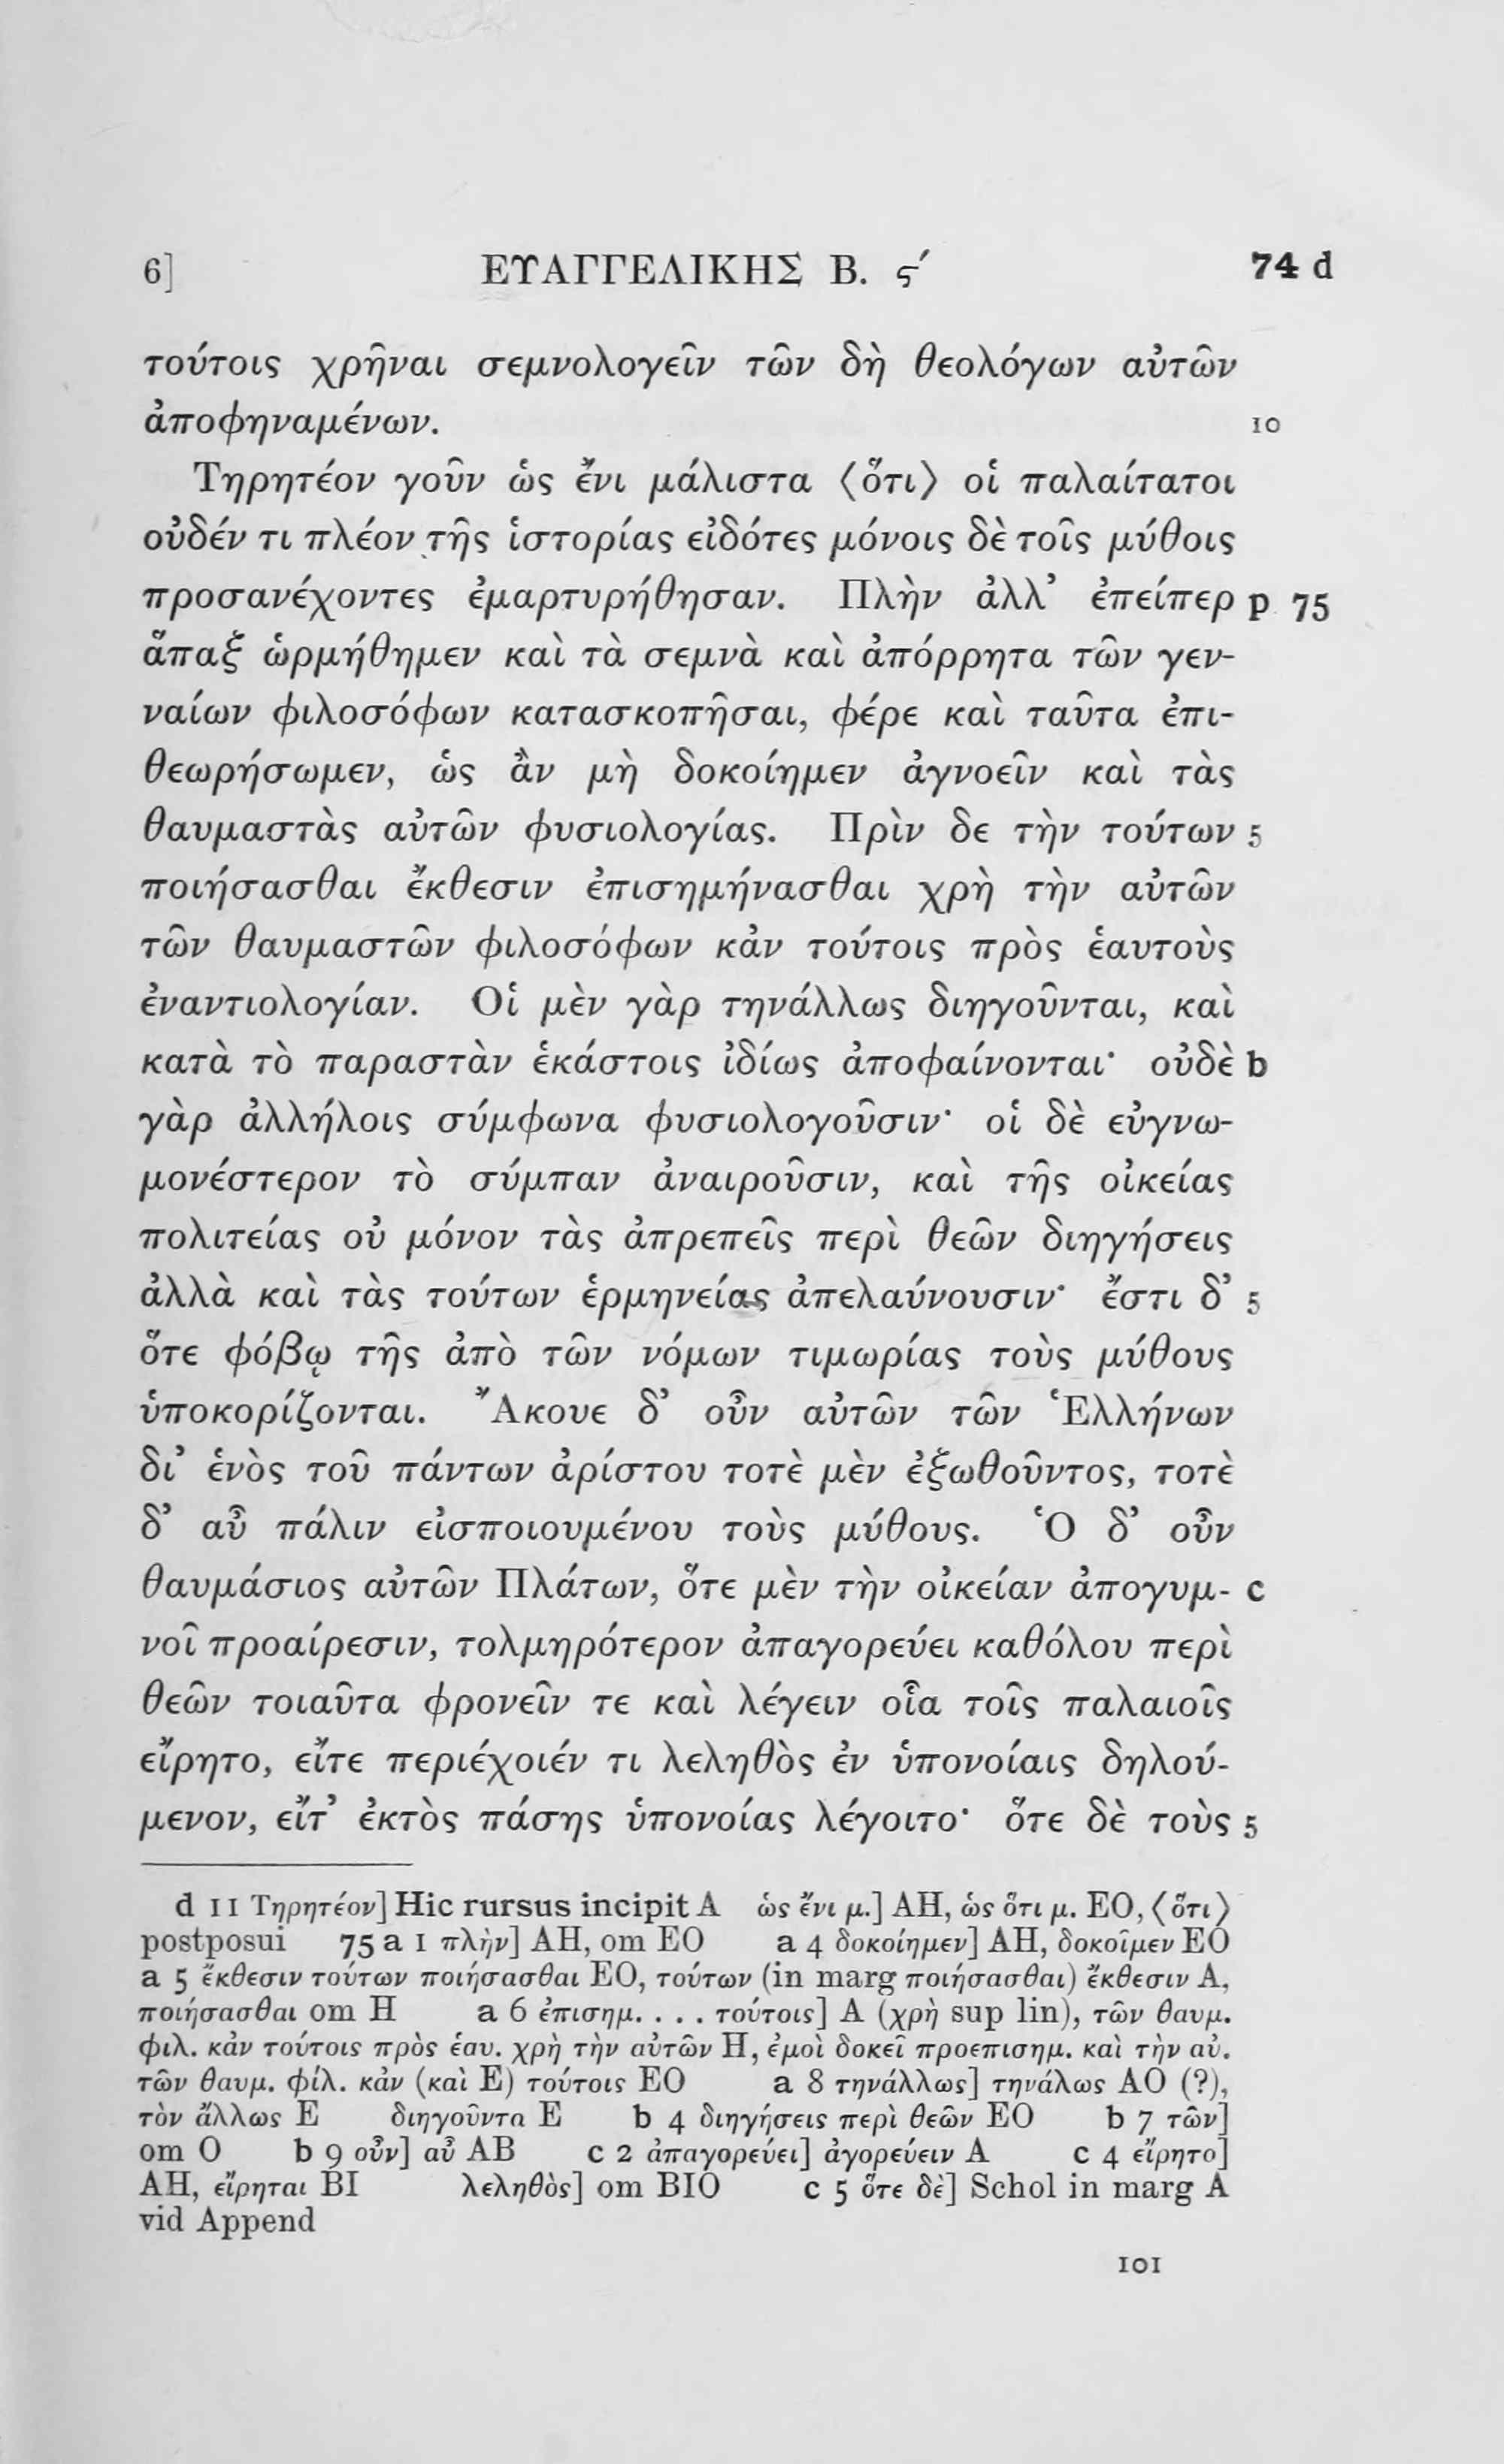 6] ΕΥΑΓΓΕΛΙΚΗΣ Β. ϛ′ 74 d
τούτοις χρῆναι σεμνολογεῖν τῶν δὴ θεολόγων αὐτῶν
ἀποφηναμένων. 10
Τηρητέον γοῦν ὡς ἔνι μάλιστα ⟨ὅτι⟩ οἱ παλαίτατοι
οὐδέν τι πλέον τῆς ἱστορίας εἰδότες μόνοις δὲ τοῖς μύθοις
προσανέχοντες ἐμαρτυρήθησαν. Πλὴν ἀλλ’ ἐπείπερ p 75
ἅπαξ ὡρμήθημεν καὶ τὰ σεμνὰ καὶ ἀπόρρητα τῶν γεν-
ναίων φιλοσόφων κατασκοπῆσαι, φέρε καὶ ταῦτα ἐπι-
θεωρήσωμεν, ὡς ἂν μὴ δοκοίημεν ἀγνοεῖν καὶ τὰς
θαυμαστὰς αὐτῶν φυσιολογίας. Πρὶν δε τὴν τούτων 5
ποιήσασθαι ἔκθεσιν ἐπισημήνασθαι χρὴ τὴν αὐτῶν
τῶν θαυμαστῶν φιλοσόφων κἀν τούτοις πρὸς ἑαυτοὺς
ἐναντιολογίαν. Οἱ μὲν γὰρ τηνάλλως διηγοῦνται, καὶ
κατὰ τὸ παραστὰν ἑκάστοις ἰδίως ἀποφαίνονται· οὐδὲ b
γὰρ ἀλλήλοις σύμφωνα φυσιολογοῦσιν· οἱ δὲ εὐγνω-
μονέστερον τὸ σύμπαν ἀναιροῦσιν, καὶ τῆς οἰκείας
πολιτείας οὐ μόνον τὰς ἀπρεπεῖς περὶ θεῶν διηγήσεις
ἀλλὰ καὶ τὰς τούτων ἑρμηνείας ἀπελαύνουσιν· ἔστι δ’ 5
ὅτε φόβῳ τῆς ἀπὸ τῶν νόμων τιμωρίας τοὺς μύθους
ὑποκορίζονται. Ἄκουε δ’ οὖν αὐτῶν τῶν Ἑλλήνων
δι’ ἑνὸς τοῦ πάντων ἀρίστου τοτὲ μὲν ἐξωθοῦντος, τοτὲ
δ’ αὖ πάλιν εἰσποιουμένου τοὺς μύθους. Ὁ δ’ οὖν
θαυμάσιος αὐτῶν Πλάτων, ὅτε μὲν τὴν οἰκείαν ἀπογυμ- c
νοῖ προαίρεσιν, τολμηρότερον ἀπαγορεύει καθόλου περὶ
θεῶν τοιαῦτα φρονεῖν τε καὶ λέγειν οἷα τοῖς παλαιοῖς
εἴρητο, εἴτε περιέχοιέν τι λεληθὸς ἐν ὑπονοίαις δηλού-
μενον, εἴτ’ ἐκτὸς πάσης ὑπονοίας λέγοιτο· ὅτε δὲ τοὺς 5
d 11 Τηρητέον] Hic rursus incipit A ὡς ἔνι μ.] AH, ὡς ὅτι μ. EO, ⟨ὅτι⟩
postposui 75 a 1 πλὴν] AH, om EO a 4 δοκοίημεν] AH, δοκοῖμεν EO
a 5 ἔκθεσιν τούτων ποιήσασθαι EO, τούτων (in marg ποιήσασθαι) ἔκθεσιν A,
ποιήσασθαι om H a 6 ἐπισημ. . . . τούτοις] A (χρὴ sup lin), τῶν θαυμ.
φιλ. κἀν τούτοις πρὸς ἑαυ. χρὴ τὴν αὐτῶν H, ἐμοὶ δοκεῖ προεπισημ. καὶ τὴν αὐ.
τῶν θαυμ. φίλ. κἀν (καὶ E) τούτοις EO a 8 τηνάλλως] τηνάλως AO (?),
τὸν ἄλλως E διηγοῦντα E b 4 διηγήσεις περὶ θεῶν EO b 7 τῶν]
om O b 9 οὖν] αὖ AB c 2 ἀπαγορεύει] ἀγορεύειν A c 4 εἴρητο]
AH, εἴρηται BI λεληθὸς] om BIO c 5 ὅτε δὲ] Schol in marg A
vid Append
101